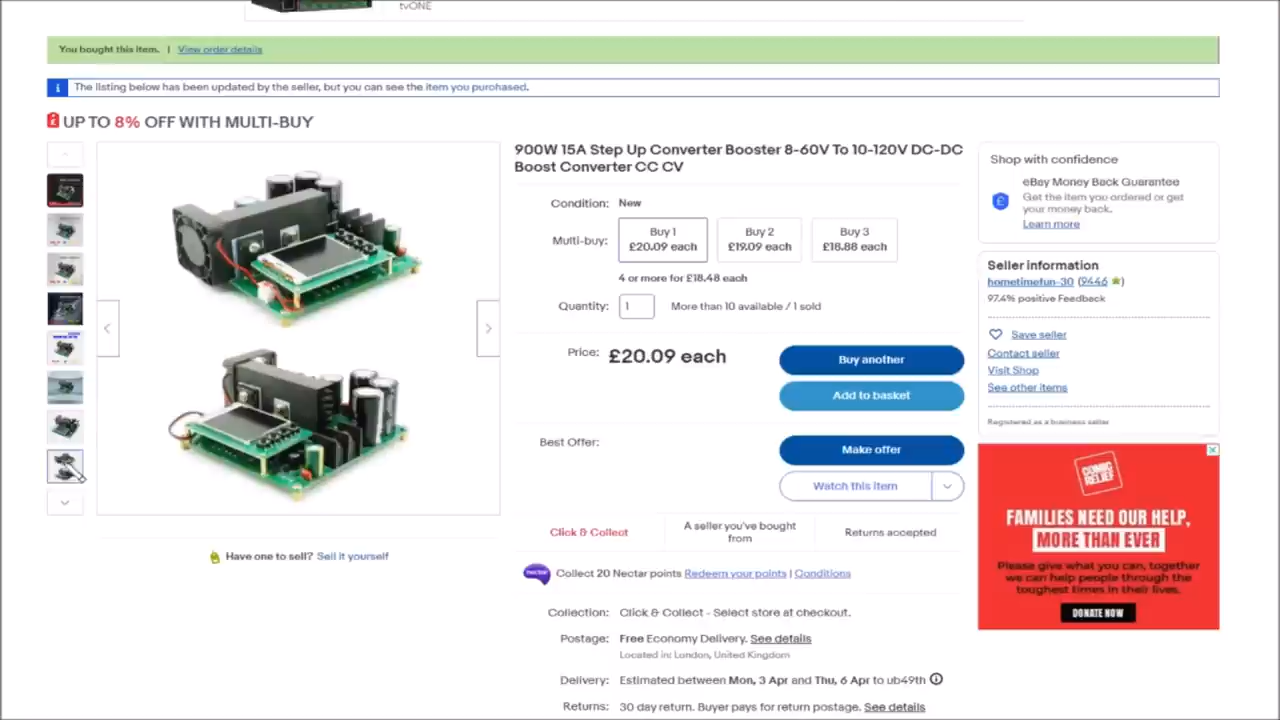 tvONE
You bought this item. | View order details
i The listing below has been updated by the seller, but you can see the item you purchased.
£ UP TO 8% OFF WITH MULTI-BUY
900W 15A Step Up Converter Booster 8-60V To 10-120V DC-DC
Boost Converter CC CV
Condition: New
Multi-buy:
Buy 1
£20.09 each
Buy 2
£19.09 each
Buy 3
£18.88 each
4 or more for £18.48 each
Quantity: 1 More than 10 available / 1 sold
Price: £20.09 each
Buy another
Add to basket
Best Offer:
Make offer
Watch this item
Click & Collect
A seller you've bought
from
Returns accepted
nectar Collect 20 Nectar points Redeem your points | Conditions
Collection: Click & Collect - Select store at checkout.
Postage: Free Economy Delivery. See details
Located in: London, United Kingdom
Delivery: Estimated between Mon, 3 Apr and Thu, 6 Apr to ub49th
Returns: 30 day return. Buyer pays for return postage. See details
Have one to sell? Sell it yourself
Shop with confidence
eBay Money Back Guarantee
£
Get the item you ordered or get
your money back.
Learn more
Seller information
hometimefun-30 (9446)
97.4% positive Feedback
Save seller
Contact seller
Visit Shop
See other items
Registered as a business seller
COMIC
RELIEF
FAMILIES NEED OUR HELP,
MORE THAN EVER
Please give what you can, together
we can help people through the
toughest times in their lives.
DONATE NOW